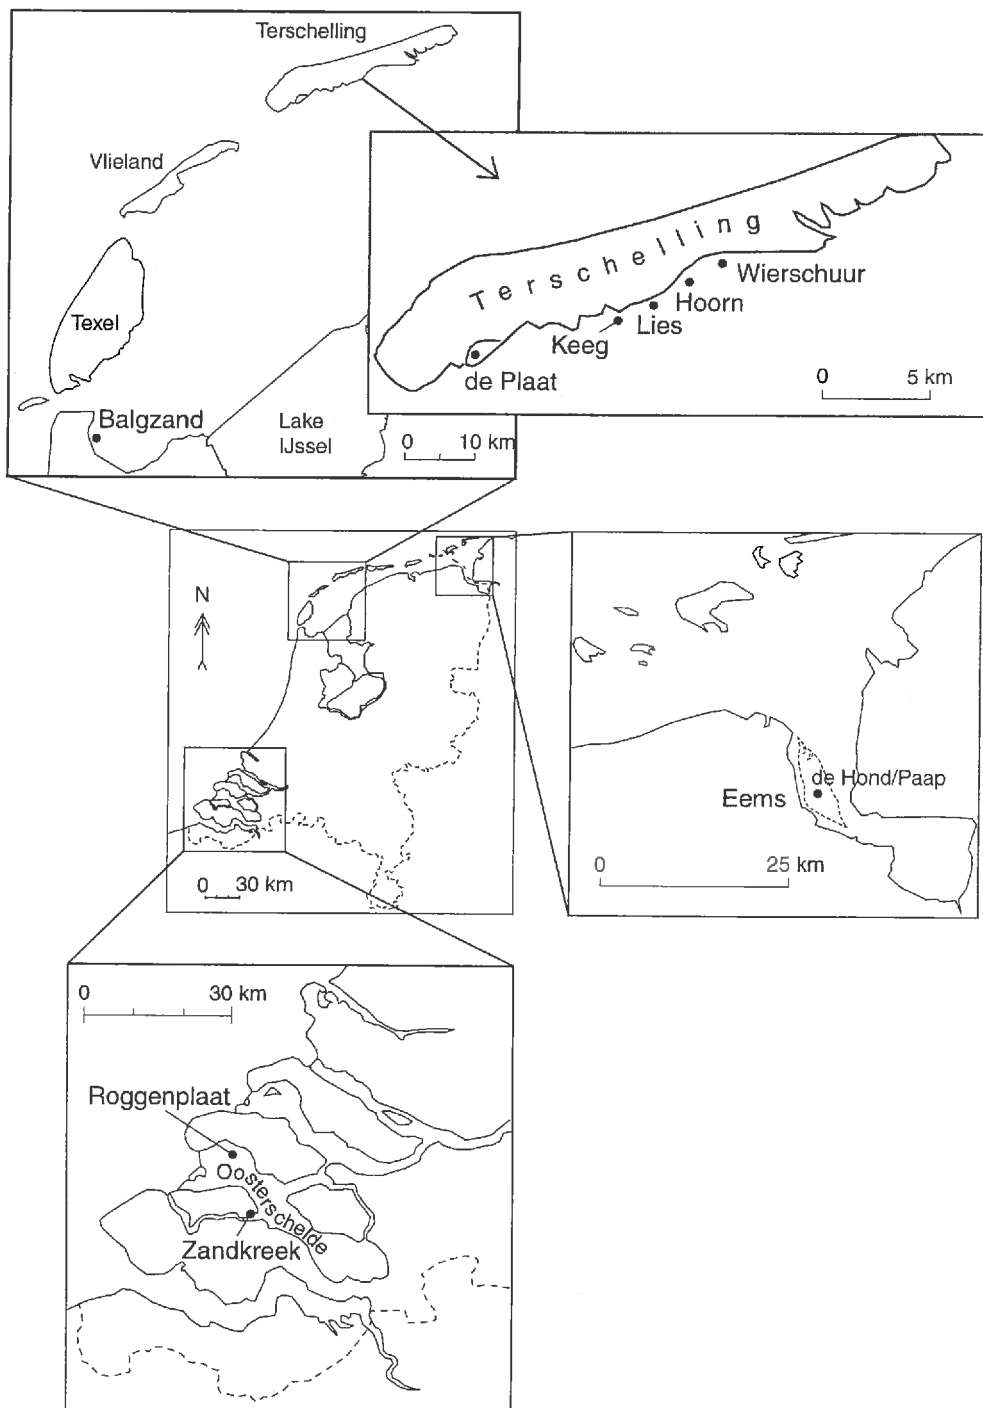 Terschelling
Vlieland
Texel
Balgzand
Lake
IJssel
0 10 km
Terschelling
Wierschuur
Hoorn
Lies
Keeg
de Plaat
0 5 km
N
0 30 km
de Hond/Paap
Eems
0 25 km
0 30 km
Roggenplaat
Oosterschelde
Zandkreek